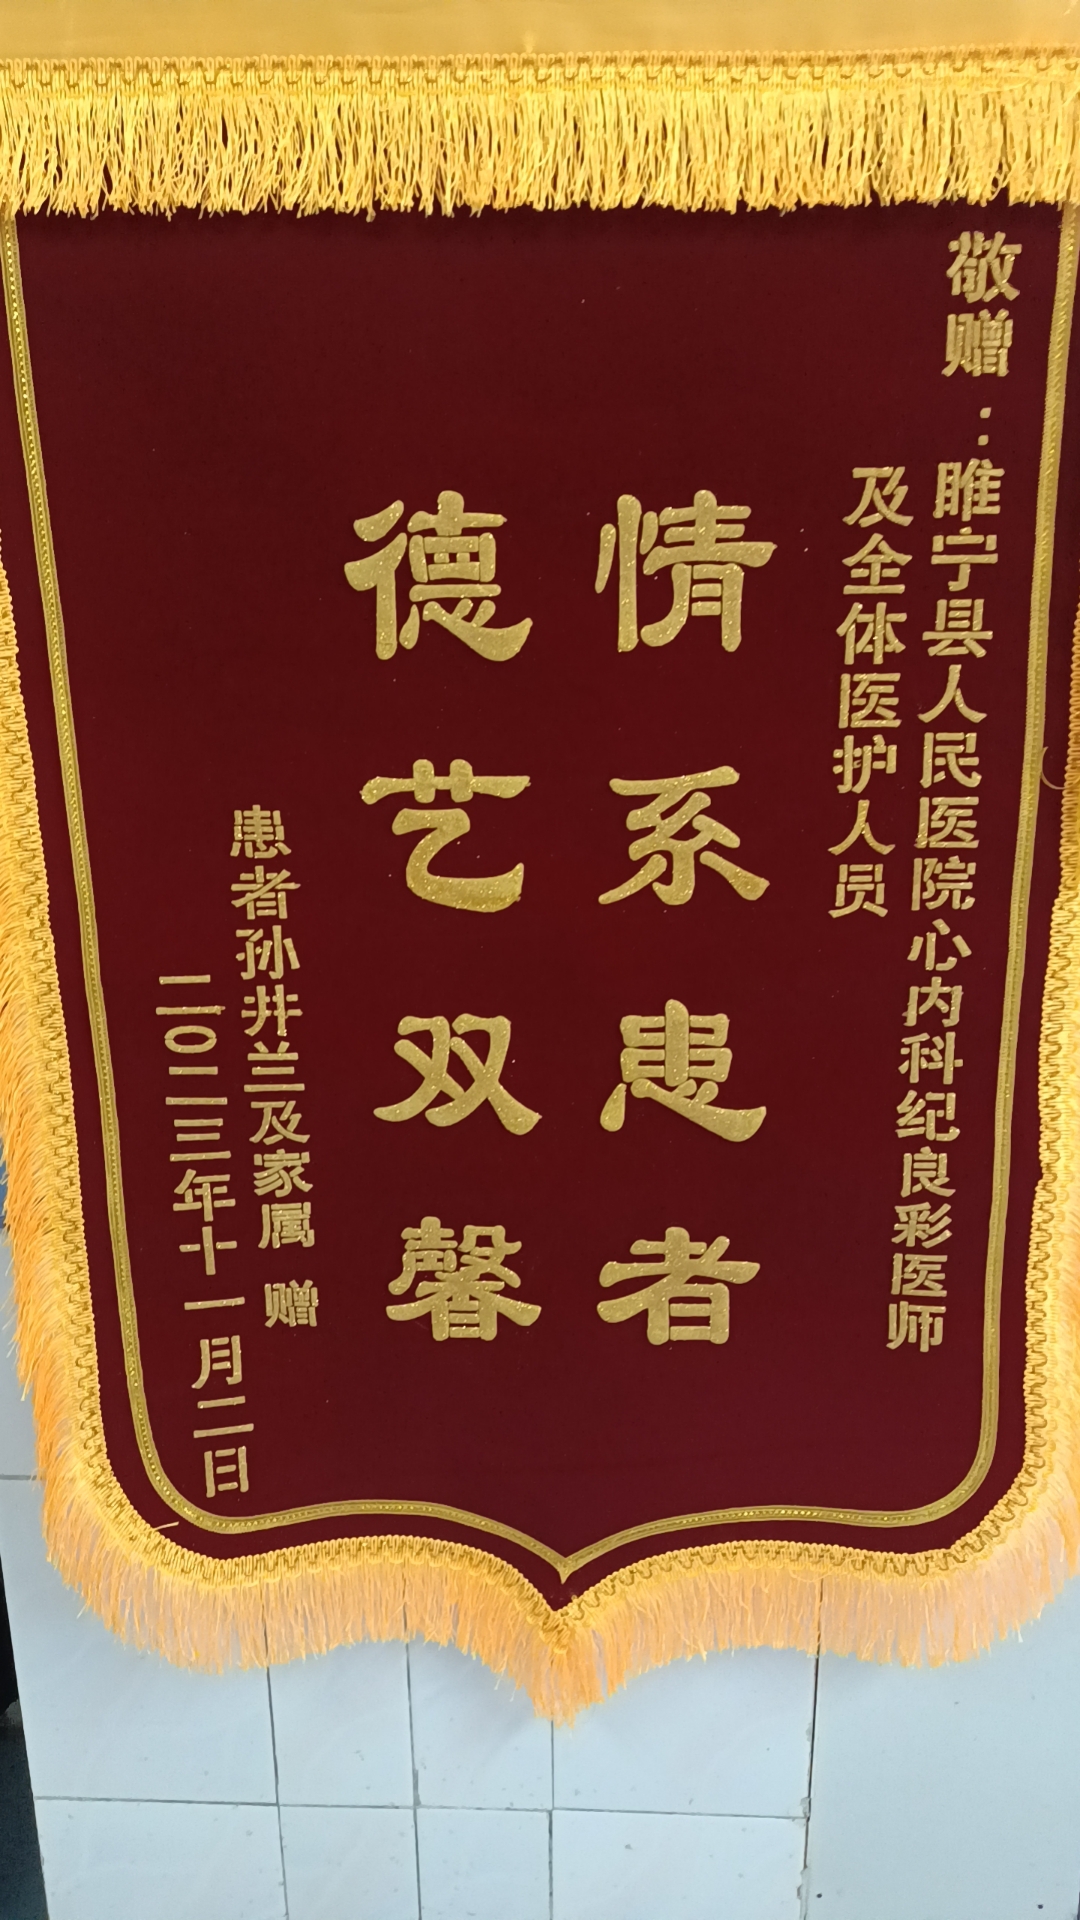 敬赠：睢宁县人民医院心内科纪良彩医师
及全体医护人员
情系患者
德艺双馨
患者孙井兰及家属 赠
二〇二三年十一月二日